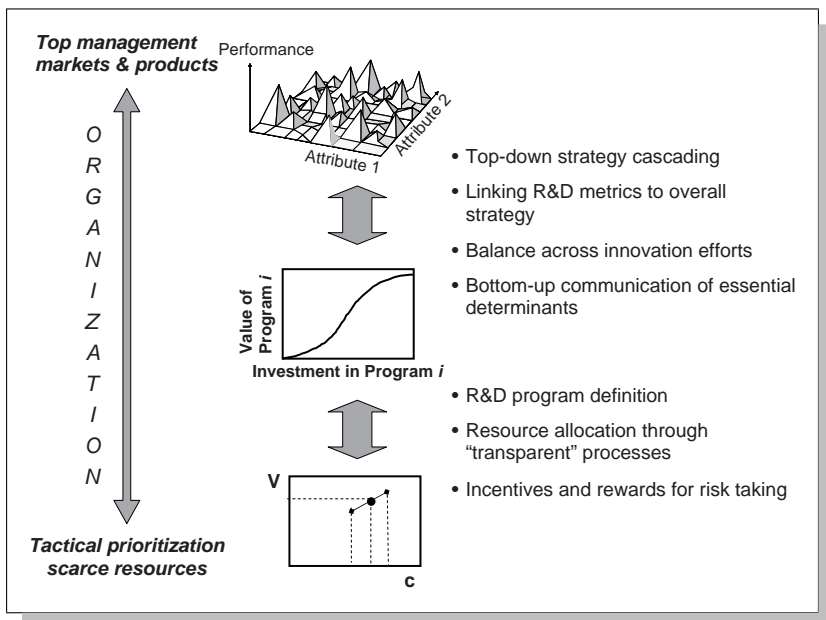 Top management
markets & products
Performance
Attribute 1
Attribute 2
O
R
G
A
N
I
Z
A
T
I
O
N
• Top-down strategy cascading
• Linking R&D metrics to overall
strategy
• Balance across innovation efforts
• Bottom-up communication of essential
determinants
Value of
Program i
Investment in Program i
• R&D program definition
• Resource allocation through
“transparent” processes
• Incentives and rewards for risk taking
V
c
Tactical prioritization
scarce resources